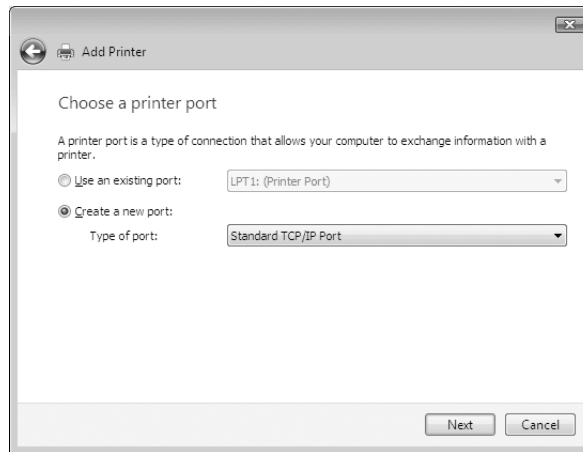 Add Printer
Choose a printer port
A printer port is a type of connection that allows your computer to exchange information with a
printer.
Use an existing port: LPT1: (Printer Port)
Create a new port:
Type of port: Standard TCP/IP Port
Next Cancel